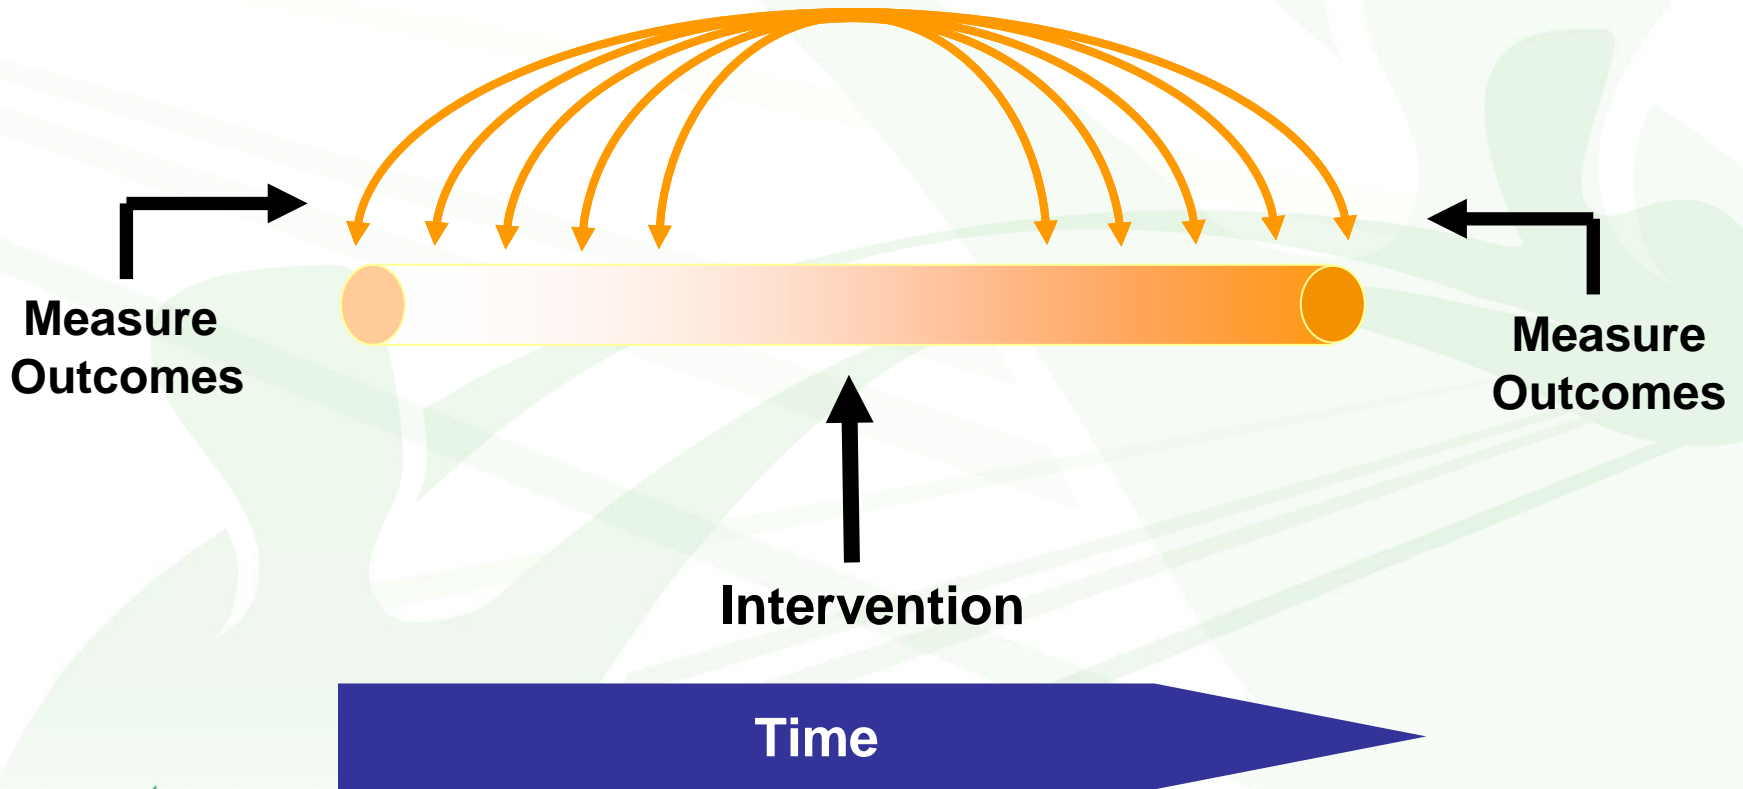 Measure
Outcomes
Measure
Outcomes
Intervention
Time